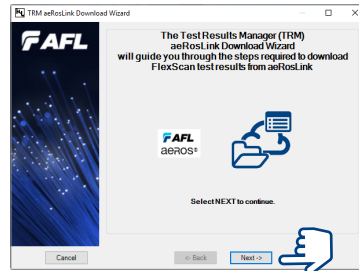 TRM aeRosLink Download Wizard
AFL
The Test Results Manager (TRM)
aeRosLink Download Wizard
will guide you through the steps required to download
FlexScan test results from aeRosLink
AFL
aeROS®
Select NEXT to continue.
Cancel
<- Back
Next ->